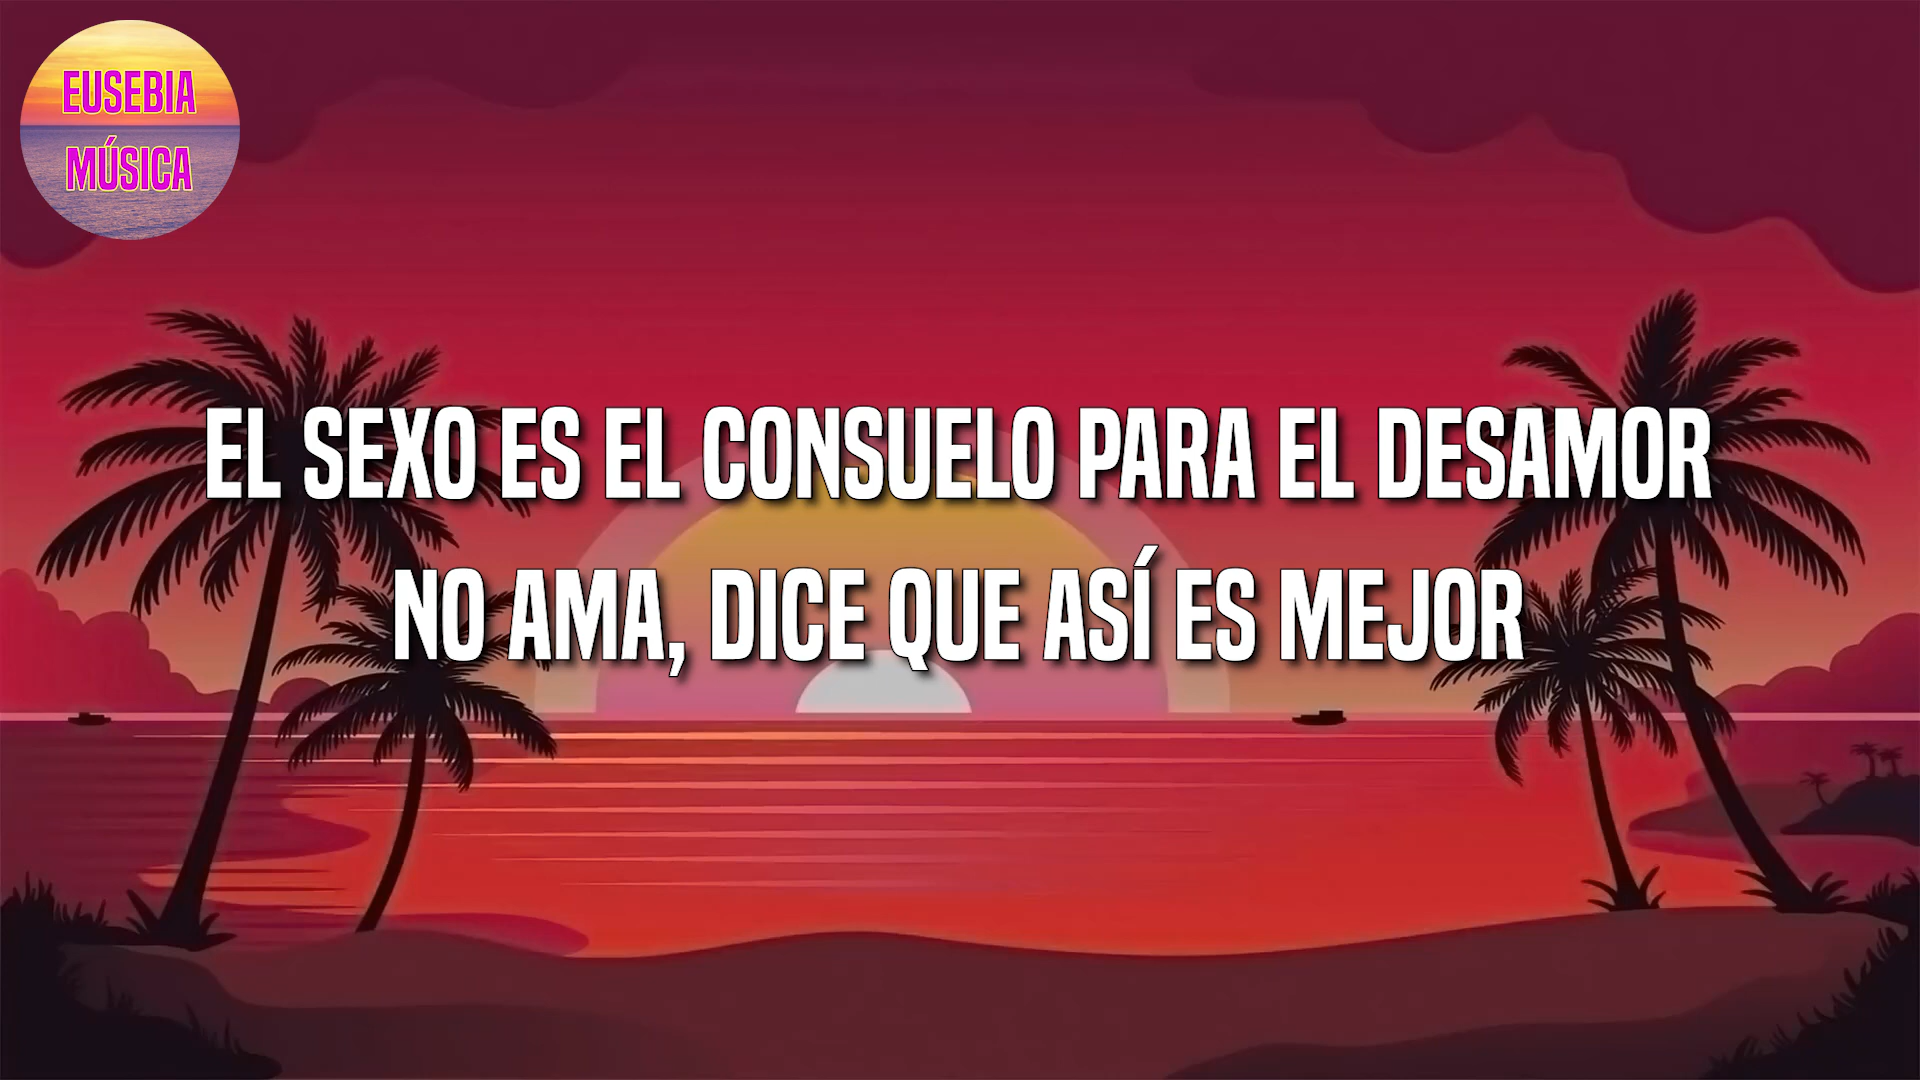 EUSEBIA
MÚSICA
EL SEXO ES EL CONSUELO PARA EL DESAMOR
NO AMA, DICE QUE ASÍ ES MEJOR